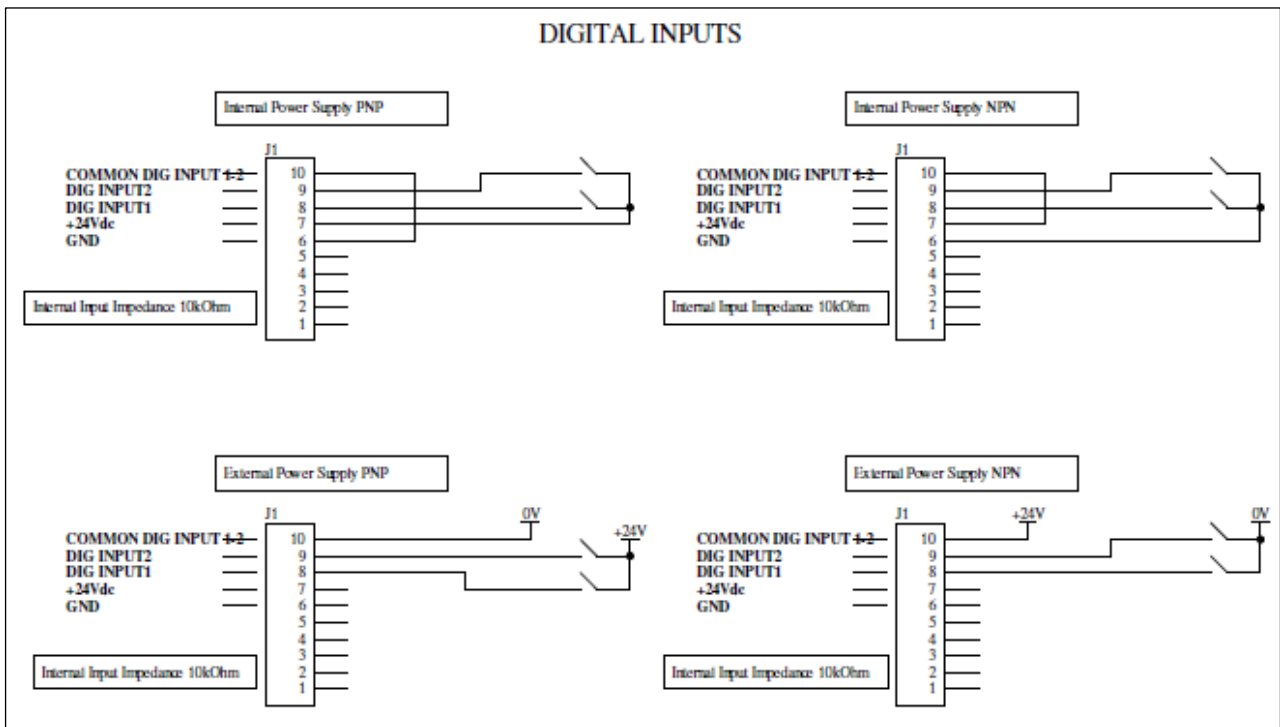 DIGITAL INPUTS
Internal Power Supply PNP
J1
COMMON DIG INPUT 1-2
DIG INPUT2
DIG INPUT1
+24Vdc
GND
10
9
8
7
6
5
4
3
2
1
Internal Input Impedance 10kOhm
Internal Power Supply NPN
J1
COMMON DIG INPUT 1-2
DIG INPUT2
DIG INPUT1
+24Vdc
GND
10
9
8
7
6
5
4
3
2
1
Internal Input Impedance 10kOhm
External Power Supply PNP
J1
0V
+24V
COMMON DIG INPUT 1-2
DIG INPUT2
DIG INPUT1
+24Vdc
GND
10
9
8
7
6
5
4
3
2
1
Internal Input Impedance 10kOhm
External Power Supply NPN
J1
+24V
0V
COMMON DIG INPUT 1-2
DIG INPUT2
DIG INPUT1
+24Vdc
GND
10
9
8
7
6
5
4
3
2
1
Internal Input Impedance 10kOhm